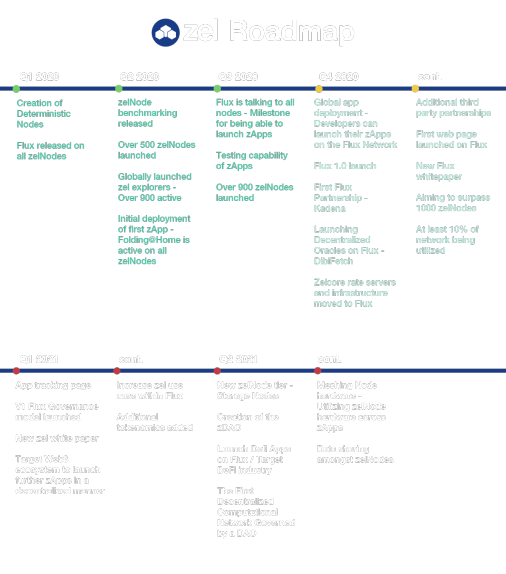 zel Roadmap
Q1 2020
Q2 2020
Q3 2020
Q4 2020
cont.
Creation of
Deterministic
Nodes
Flux released on
all zelNodes
zelNode
benchmarking
released
Over 500 zelNodes
launched
Globally launched
zel explorers -
Over 900 active
Initial deployment
of first zApp -
Folding@Home is
active on all
zelNodes
Flux is talking to all
nodes - Milestone
for being able to
launch zApps
Testing capability
of zApps
Over 900 zelNodes
launched
Global app
deployment -
Developers can
launch their zApps
on the Flux Network
Flux 1.0 launch
First Flux
Partnership -
Kadena
Launching
Decentralized
Oracles on Flux -
DibiFetch
Zelcore rate servers
and infrastructure
moved to Flux
Additional third
party partnerships
First web page
launched on Flux
New Flux
whitepaper
Aiming to surpass
1000 zelNodes
At least 10% of
network being
utilized
Q1 2021
cont.
Q2 2021
cont.
App tracking page
V1 Flux Governance
model launched
New zel white paper
Target Web3
ecosystem to launch
further zApps in a
decentralized manner
Increase zel use
case within Flux
Additional
tokenomics added
New zelNode tier -
Storage Nodes
Creation of the
zDAO
Launch Defi Apps
on Flux / Target
DeFi industry
The First
Decentralized
Computational
Network Governed
by a DAO
Meshing Node
hardware -
Utilizing zelNode
hardware across
zApps
Data sharing
amongst zelNodes